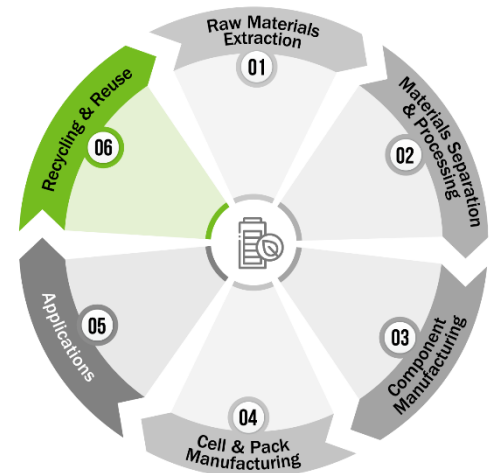 Raw Materials
Extraction
01
Materials Separation
& Processing
02
Component
Manufacturing
03
Cell & Pack
Manufacturing
04
Applications
05
Recycling & Reuse
06